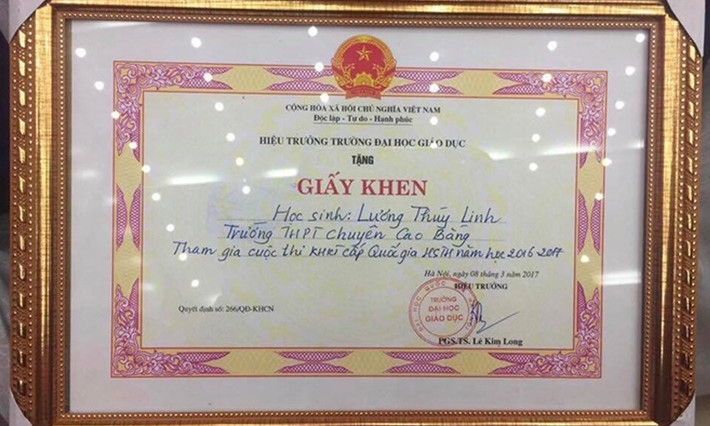 CỘNG HÒA XÃ HỘI CHỦ NGHĨA VIỆT NAM
Độc lập - Tự do - Hạnh phúc
HIỆU TRƯỞNG TRƯỜNG ĐẠI HỌC GIÁO DỤC
TẶNG
GIẤY KHEN
Học sinh: Lương Thùy Linh
Trường THPT Chuyên Cao Bằng
Tham gia cuộc thi KHKT cấp Quốc gia HSTH năm học 2016-2017
Hà Nội, ngày 08 tháng 3 năm 2017
HIỆU TRƯỞNG
Quyết định số: 266/QĐ-KHCN
TRƯỜNG
ĐẠI HỌC
GIÁO DỤC
PGS.TS. Lê Kim Long